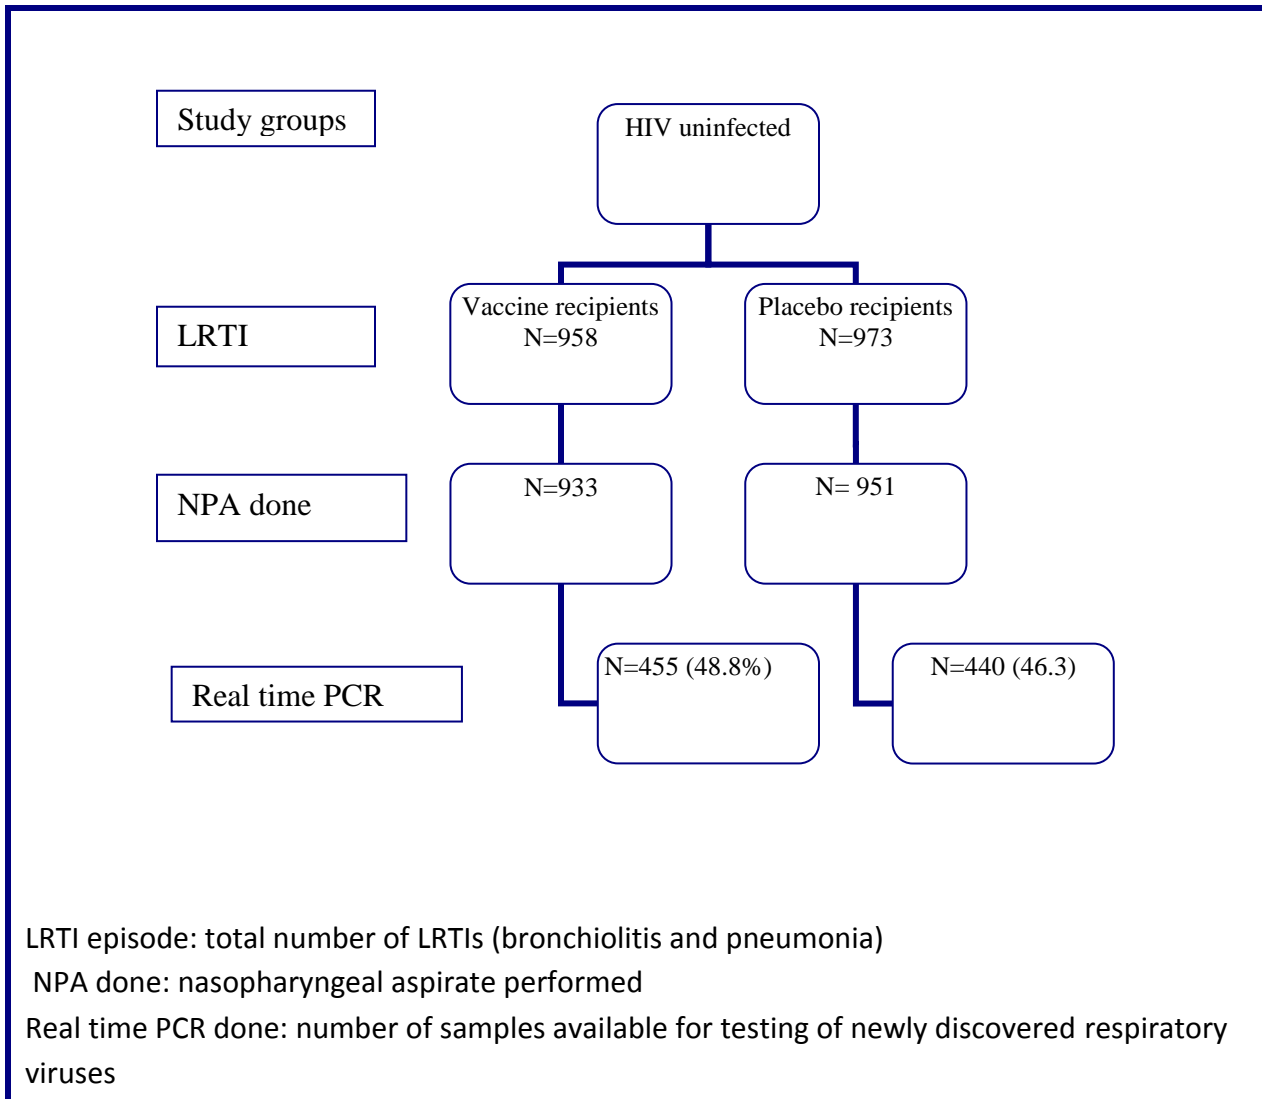 Study groups
HIV uninfected
LRTI
Vaccine recipients
N=958
Placebo recipients
N=973
NPA done
N=933
N= 951
Real time PCR
N=455 (48.8%)
N=440 (46.3)
LRTI episode: total number of LRTIs (bronchiolitis and pneumonia)
NPA done: nasopharyngeal aspirate performed
Real time PCR done: number of samples available for testing of newly discovered respiratory
viruses